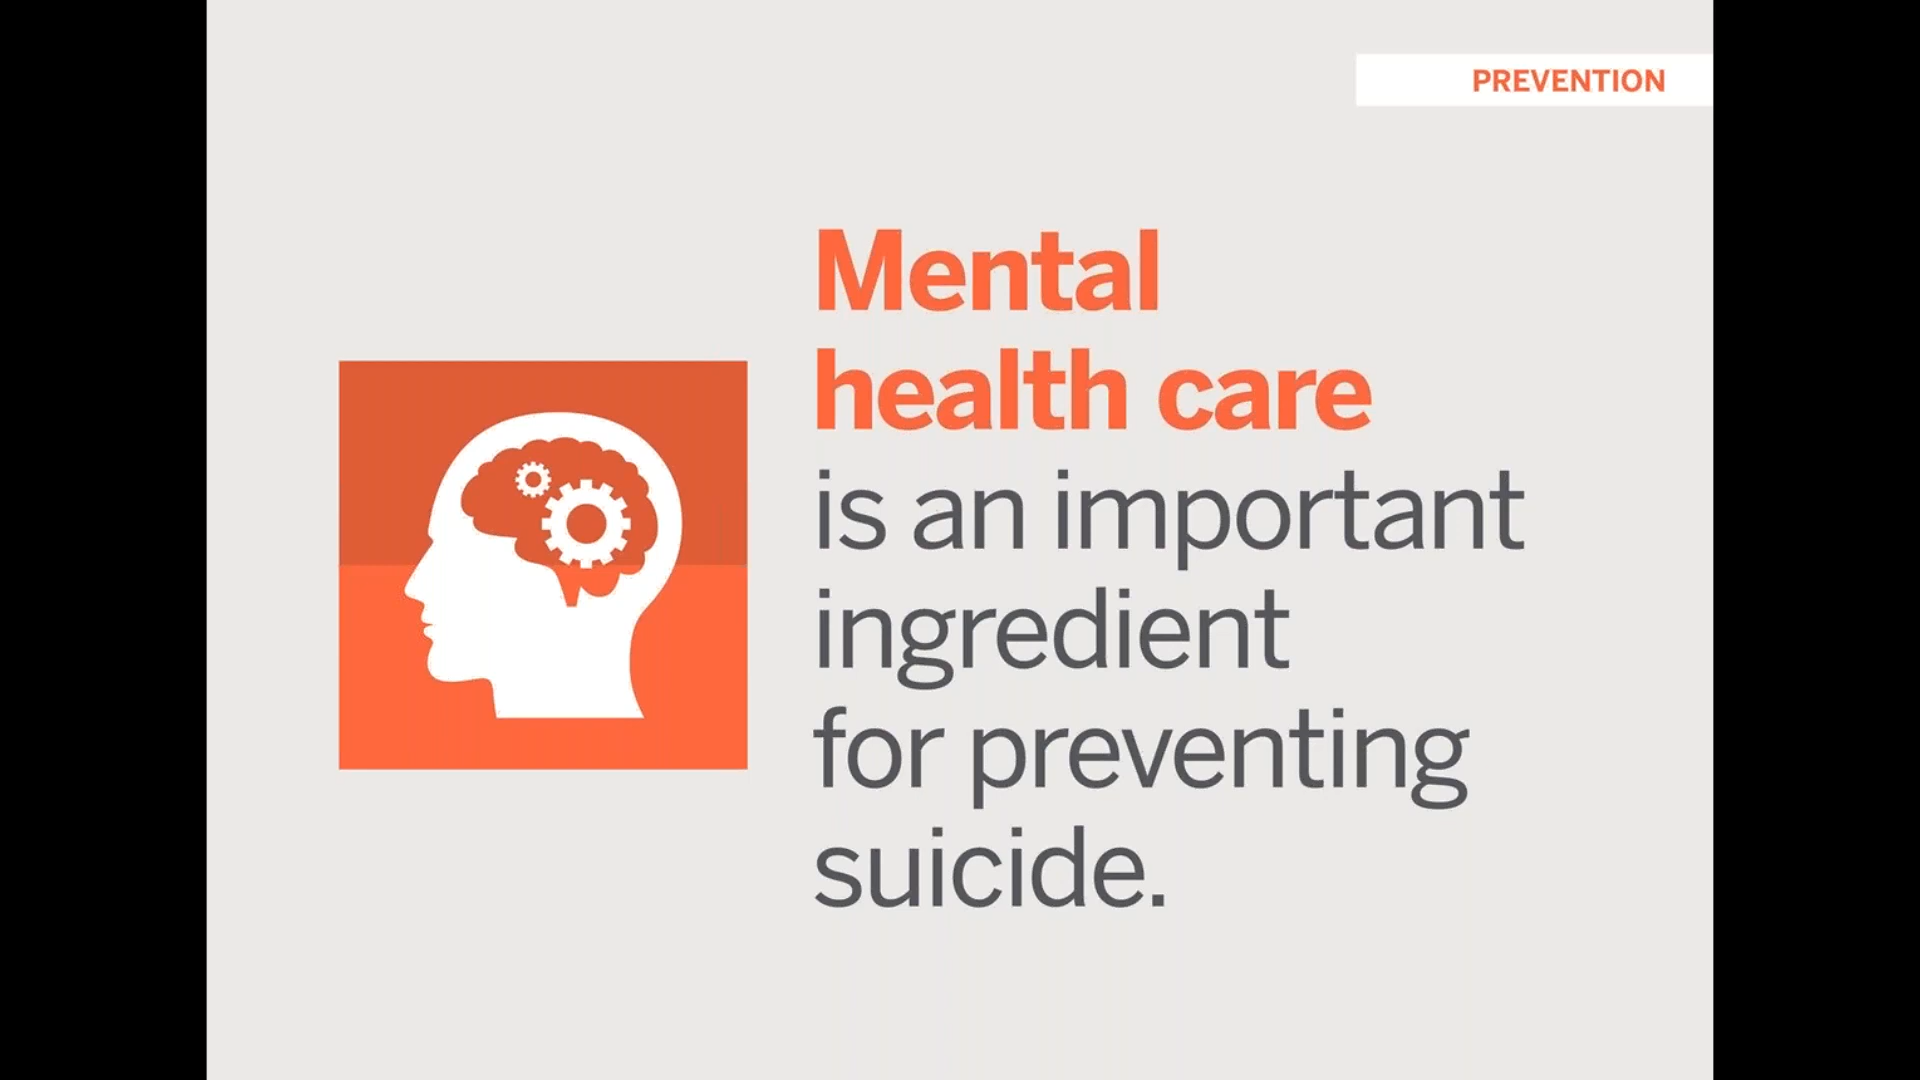 PREVENTION
Mental
health care
is an important
ingredient
for preventing
suicide.